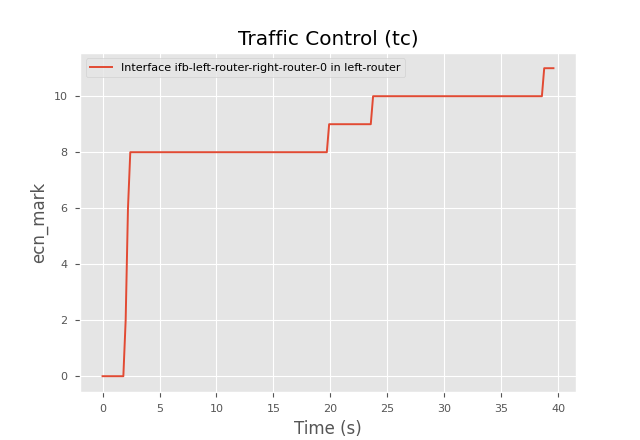 Traffic Control (tc)
Interface ifb-left-router-right-router-0 in left-router
10
8
6
4
2
0
ecn_mark
0 5 10 15 20 25 30 35 40
Time (s)